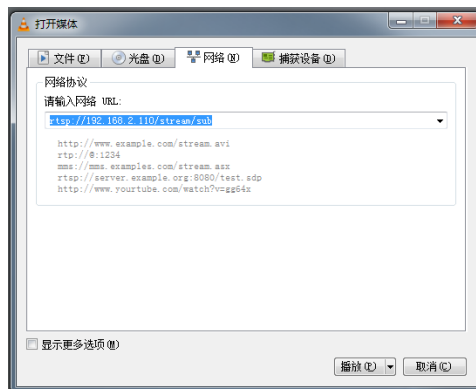 打开媒体
文件(F) 光盘(D) 网络(N) 捕获设备(D)
网络协议
请输入网络 URL:
rtsp://192.168.2.110/stream/sub
http://www.example.com/stream.avi
rtp://@:1234
mms://mms.examples.com/stream.asx
rtsp://server.example.org:8080/test.sdp
http://www.yourtube.com/watch?v=gg64x
显示更多选项(M)
播放(P) 取消(C)